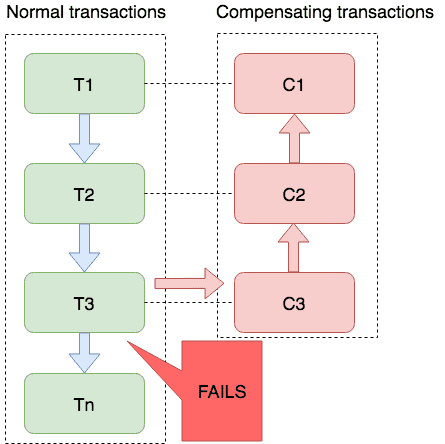 Normal transactions
Compensating transactions
T1
C1
T2
C2
T3
C3
FAILS
Tn